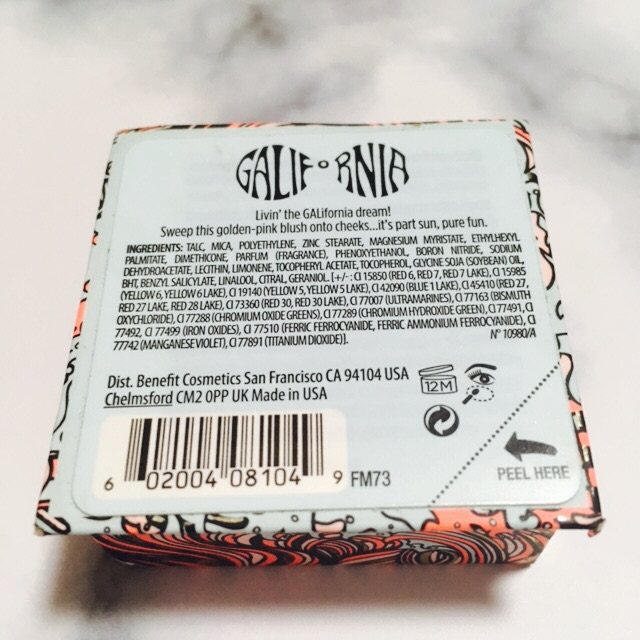 GALIFORNIA
Livin' the GALifornia dream!
Sweep this golden-pink blush onto cheeks...it's part sun, pure fun.
INGREDIENTS: TALC, MICA, POLYETHYLENE, ZINC STEARATE, MAGNESIUM MYRISTATE, ETHYLHEXYL
PALMITATE, DIMETHICONE, PARFUM (FRAGRANCE), PHENOXYETHANOL, BORON NITRIDE, SODIUM
DEHYDROACETATE, LECITHIN, LIMONENE, TOCOPHERYL ACETATE, TOCOPHEROL, GLYCINE SOJA (SOYBEAN) OIL,
BHT, BENZYL SALICYLATE, LINALOOL, CITRAL, GERANIOL. [+/-: CI 15850 (RED 6, RED 7, RED 7 LAKE), CI 15985
(YELLOW 6, YELLOW 6 LAKE), CI 19140 (YELLOW 5, YELLOW 5 LAKE), CI 42090 (BLUE 1 LAKE), CI 45410 (RED 27,
RED 27 LAKE, RED 28 LAKE), CI 73360 (RED 30, RED 30 LAKE), CI 77007 (ULTRAMARINES), CI 77163 (BISMUTH
OXYCHLORIDE), CI 77288 (CHROMIUM OXIDE GREENS), CI 77289 (CHROMIUM HYDROXIDE GREEN), CI 77491, CI
77492, CI 77499 (IRON OXIDES), CI 77510 (FERRIC FERROCYANIDE, FERRIC AMMONIUM FERROCYANIDE), CI
77742 (MANGANESE VIOLET), CI 77891 (TITANIUM DIOXIDE)]. N° 10980/A
Dist. Benefit Cosmetics San Francisco CA 94104 USA
Chelmsford CM2 0PP UK Made in USA
12M
PEEL HERE
6 02004 08104 9 FM73